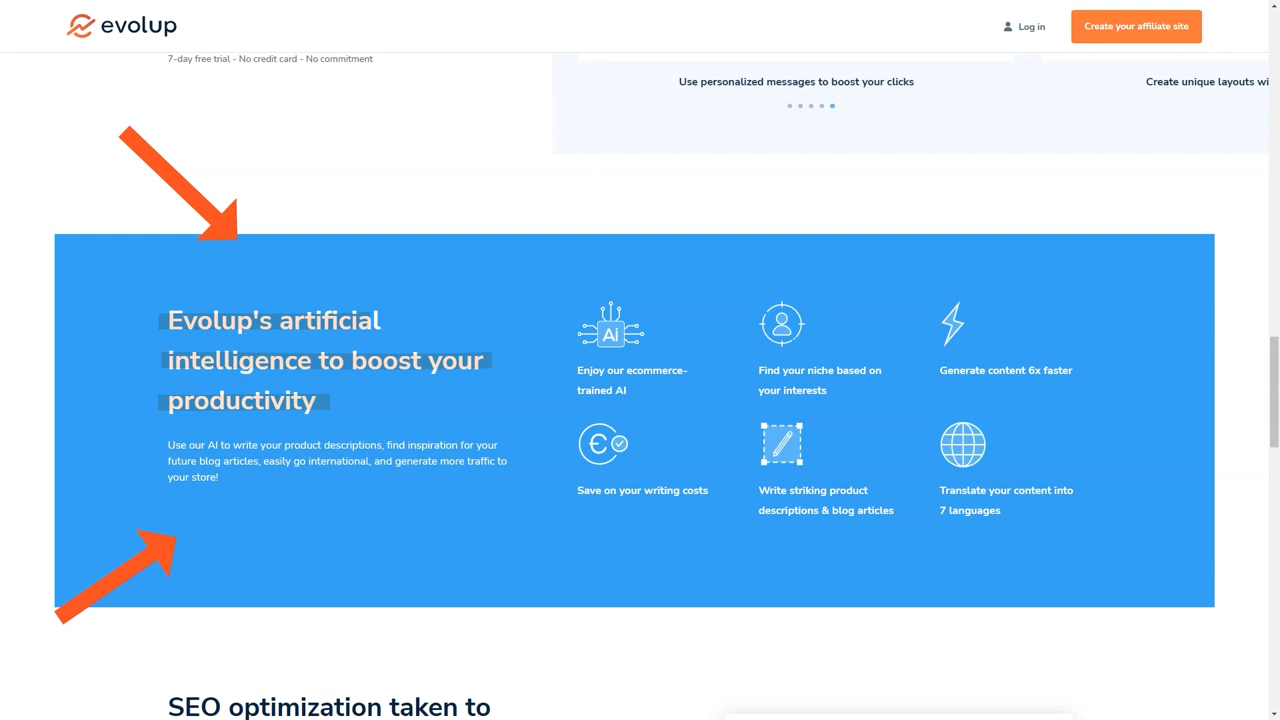 evolup
Log in
Create your affiliate site
7-day free trial - No credit card - No commitment
Use personalized messages to boost your clicks
Create unique layouts wi
Evolup's artificial
intelligence to boost your
productivity
Use our AI to write your product descriptions, find inspiration for your
future blog articles, easily go international, and generate more traffic to
your store!
Ai
Enjoy our ecommerce-
trained AI
Find your niche based on
your interests
Generate content 6x faster
€
Save on your writing costs
Write striking product
descriptions & blog articles
Translate your content into
7 languages
SEO optimization taken to